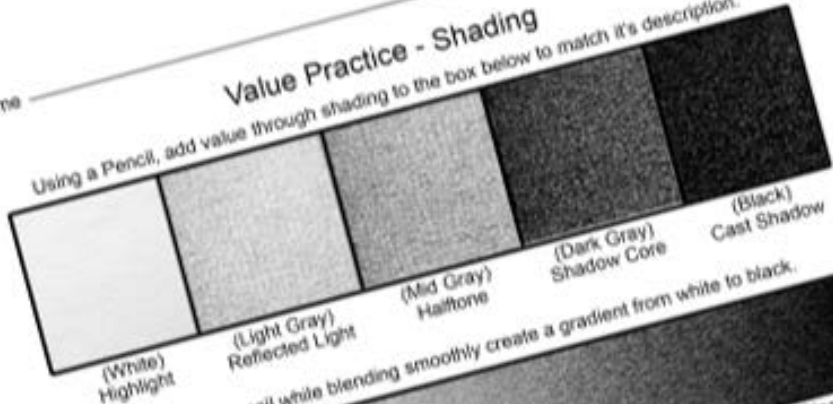 ne
Value Practice - Shading
Using a Pencil, add value through shading to the box below to match it's description.
(White)
Highlight
(Light Gray)
Reflected Light
(Mid Gray)
Halftone
(Dark Gray)
Shadow Core
(Black)
Cast Shadow
while blending smoothly create a gradient from white to black.